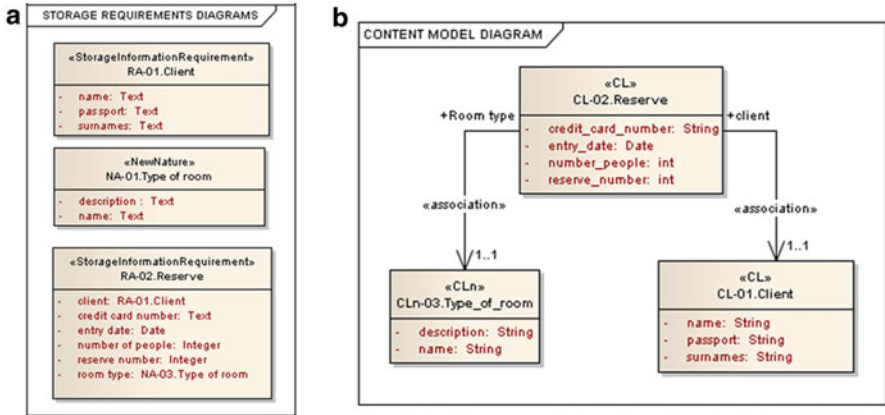 a
STORAGE REQUIREMENTS DIAGRAMS
«StorageInformationRequirement»
RA-01.Client
- name: Text
- passport: Text
- surnames: Text
«NewNature»
NA-01.Type of room
- description : Text
- name: Text
«StorageInformationRequirement»
RA-02.Reserve
- client: RA-01.Client
- credit card number: Text
- entry date: Date
- number of people: Integer
- reserve number: Integer
- room type: NA-03.Type of room
b
CONTENT MODEL DIAGRAM
«CL»
CL-02.Reserve
- credit_card_number: String
- entry_date: Date
- number_people: int
- reserve_number: int
+Room type
+client
«association»
«association»
1..1
1..1
«CLn»
CLn-03.Type_of_room
- description: String
- name: String
«CL»
CL-01.Client
- name: String
- passport: String
- surnames: String